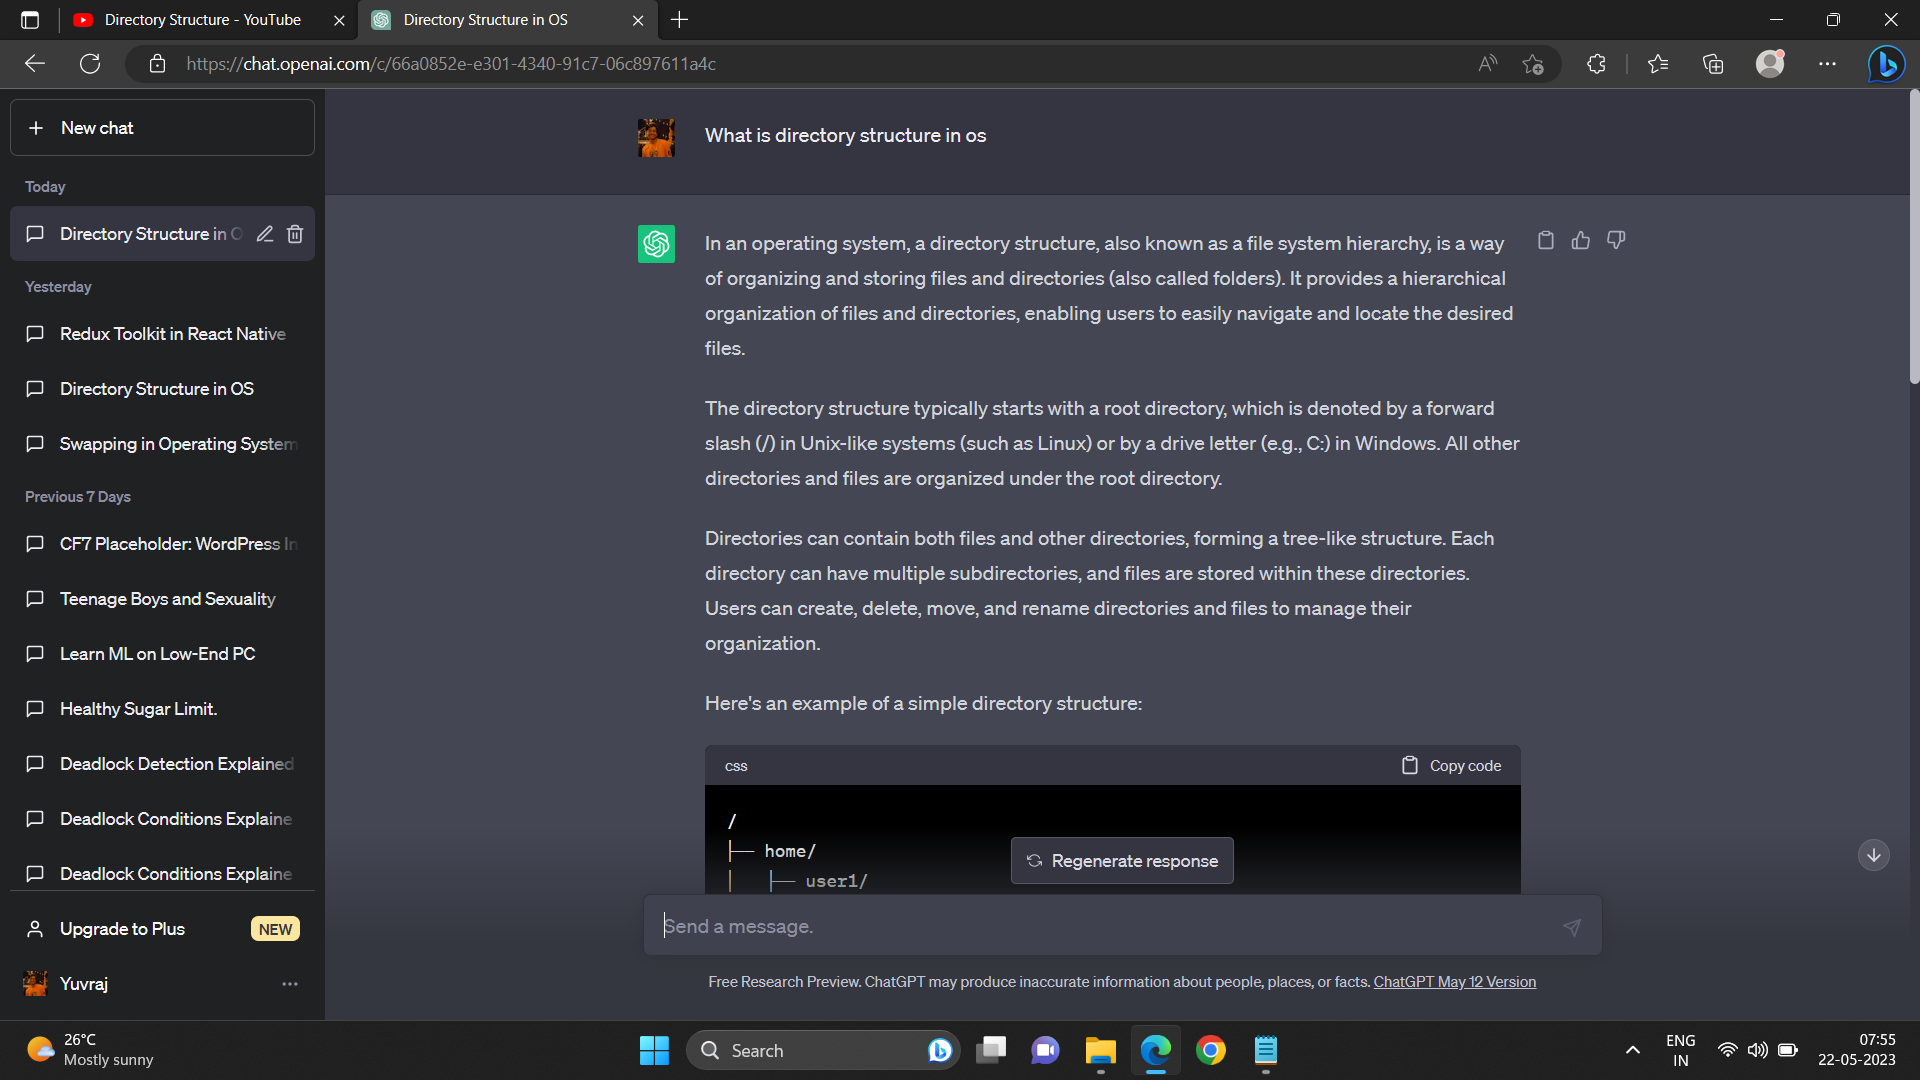 Directory Structure - YouTube
Directory Structure in OS
https://chat.openai.com/c/66a0852e-e301-4340-91c7-06c897611a4c
New chat
Today
Directory Structure in O
Yesterday
Redux Toolkit in React Native
Directory Structure in OS
Swapping in Operating System
Previous 7 Days
CF7 Placeholder: WordPress In
Teenage Boys and Sexuality
Learn ML on Low-End PC
Healthy Sugar Limit.
Deadlock Detection Explained
Deadlock Conditions Explaine
Deadlock Conditions Explaine
Upgrade to Plus NEW
Yuvraj
What is directory structure in os
In an operating system, a directory structure, also known as a file system hierarchy, is a way
of organizing and storing files and directories (also called folders). It provides a hierarchical
organization of files and directories, enabling users to easily navigate and locate the desired
files.
The directory structure typically starts with a root directory, which is denoted by a forward
slash (/) in Unix-like systems (such as Linux) or by a drive letter (e.g., C:) in Windows. All other
directories and files are organized under the root directory.
Directories can contain both files and other directories, forming a tree-like structure. Each
directory can have multiple subdirectories, and files are stored within these directories.
Users can create, delete, move, and rename directories and files to manage their
organization.
Here's an example of a simple directory structure:
css Copy code
/
├── home/
│   ├── user1/
Regenerate response
Send a message.
Free Research Preview. ChatGPT may produce inaccurate information about people, places, or facts. ChatGPT May 12 Version
26°C
Mostly sunny
Search
ENG
IN
07:55
22-05-2023